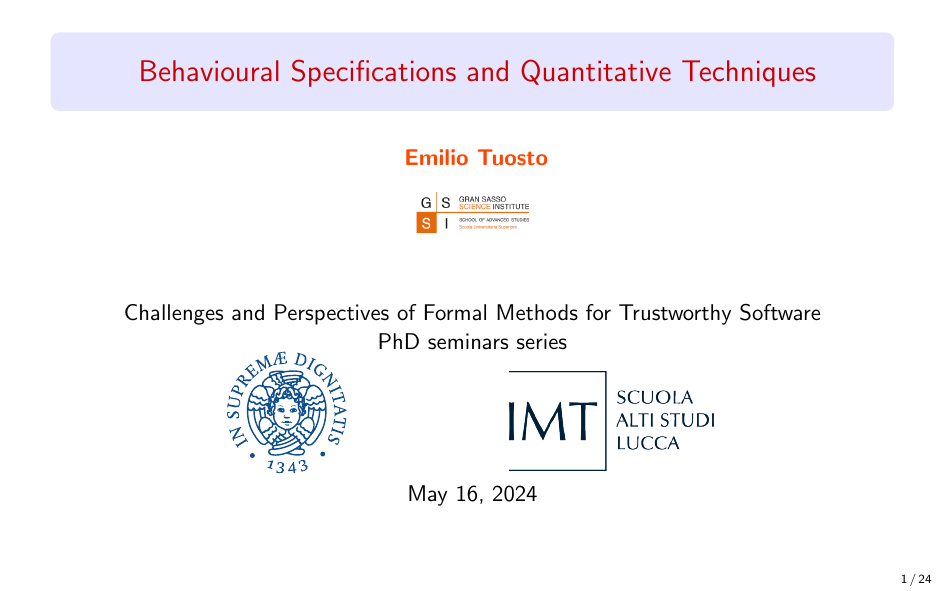 Behavioural Specifications and Quantitative Techniques
Emilio Tuosto
G S
S I
GRAN SASSO
SCIENCE INSTITUTE
SCHOOL OF ADVANCED STUDIES
Scuola Universitaria Superiore
Challenges and Perspectives of Formal Methods for Trustworthy Software
PhD seminars series
IN SUPREMÆ DIGNITATIS
• 1343 •
IMT
SCUOLA
ALTI STUDI
LUCCA
May 16, 2024
1 / 24